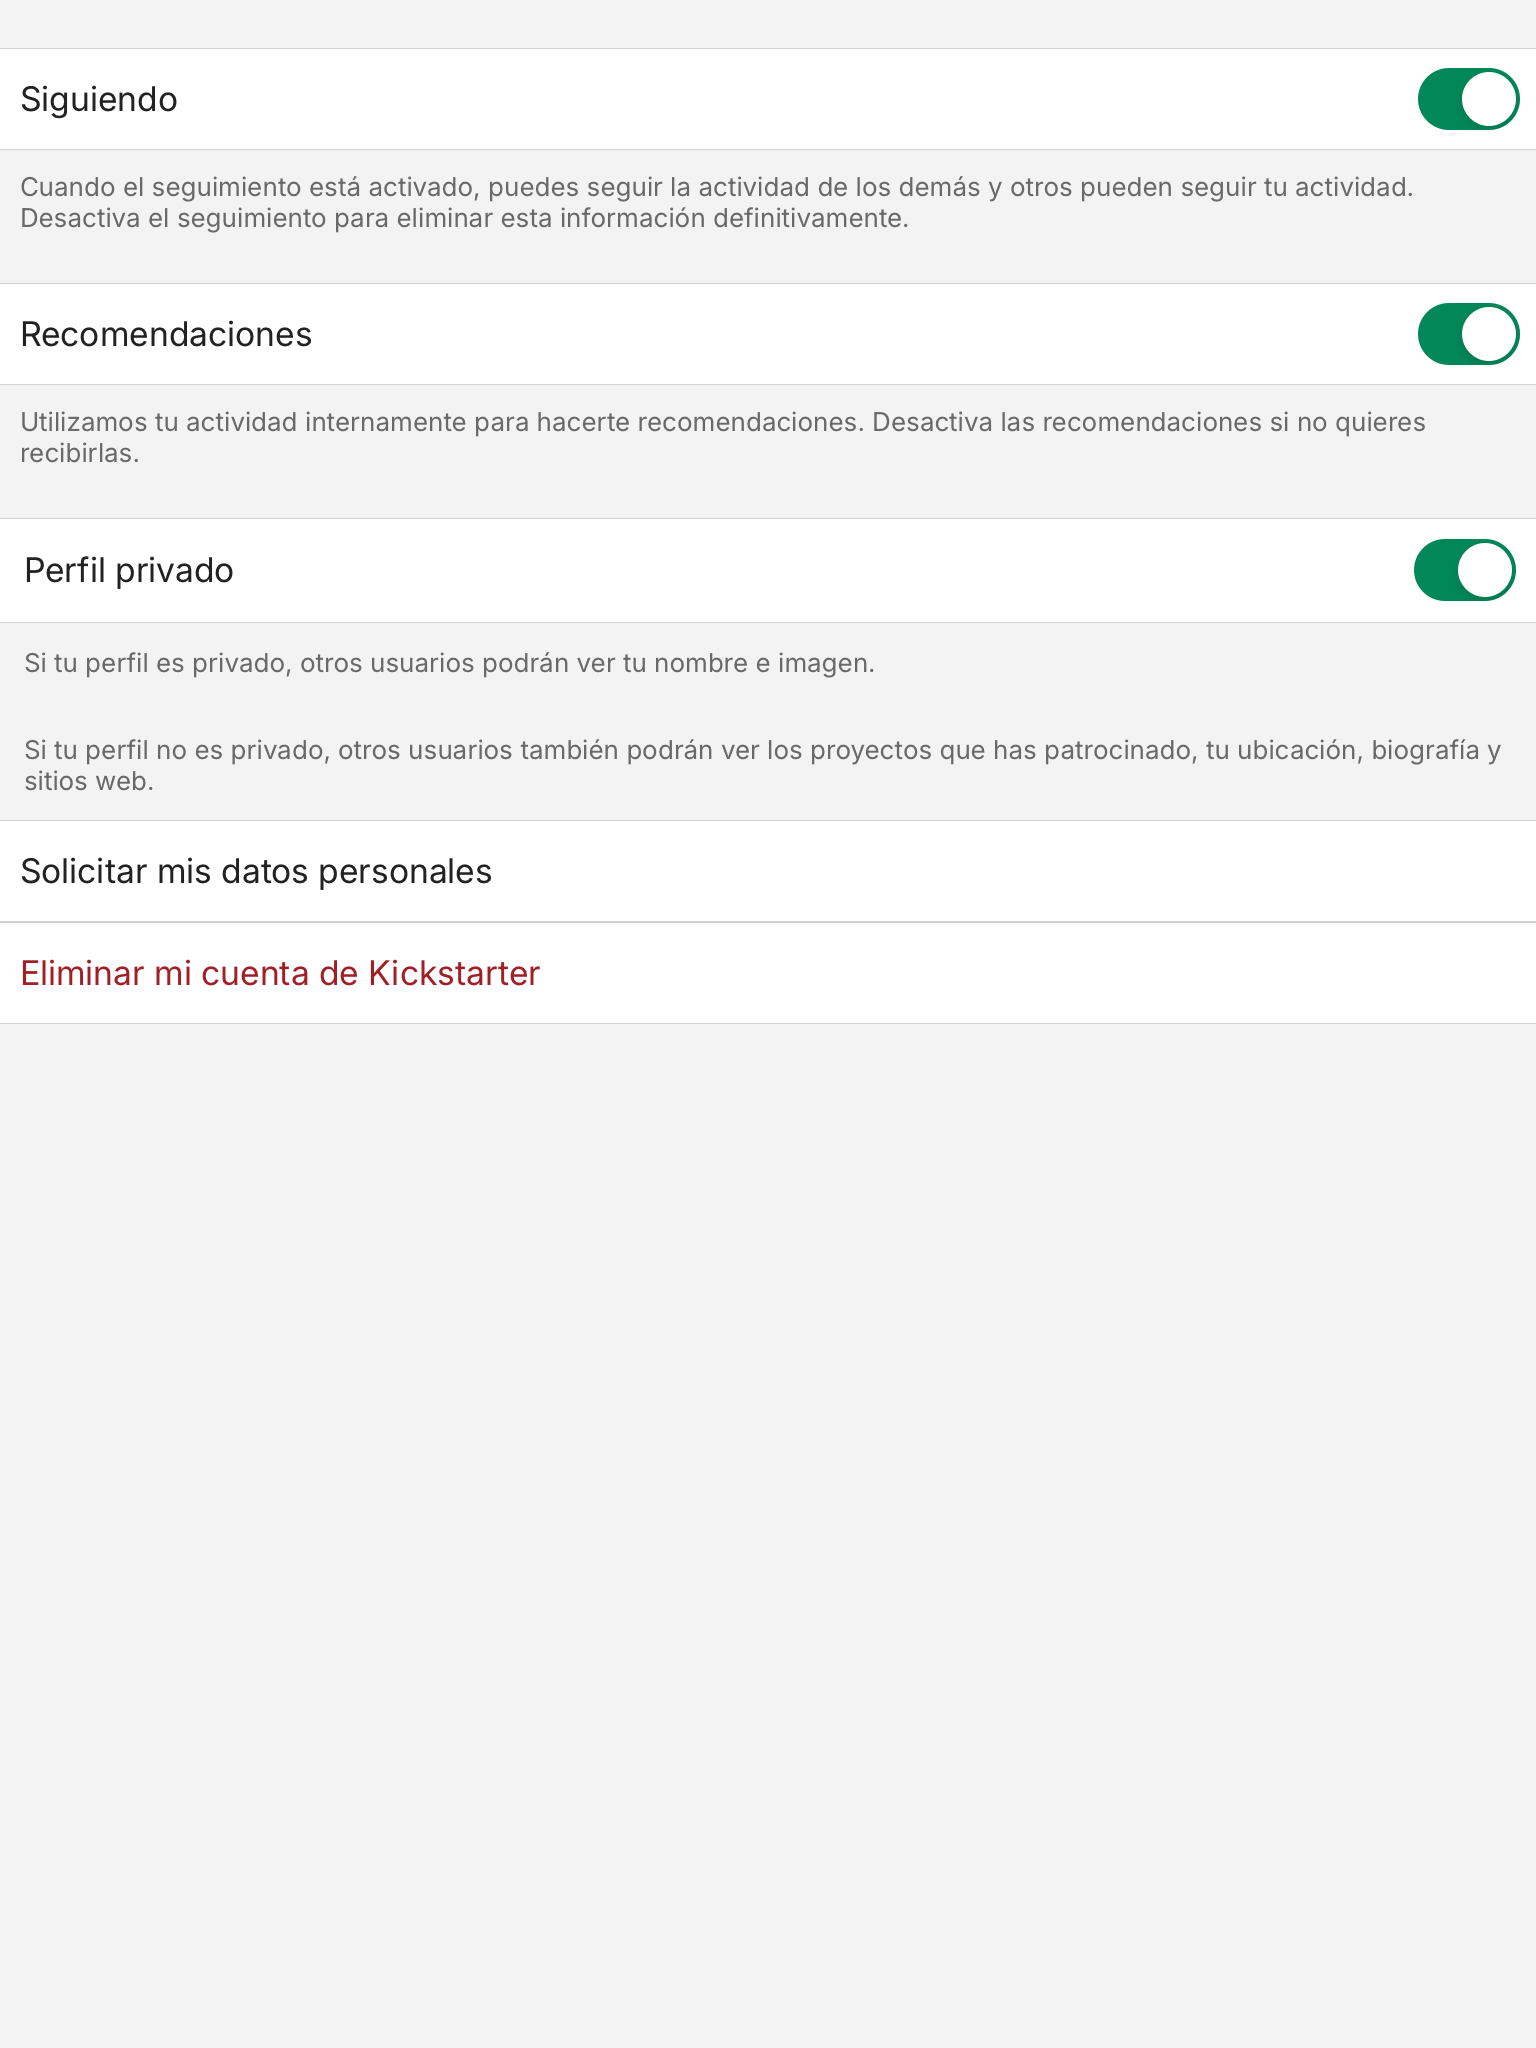 Siguiendo
Cuando el seguimiento está activado, puedes seguir la actividad de los demás y otros pueden seguir tu actividad.
Desactiva el seguimiento para eliminar esta información definitivamente.
Recomendaciones
Utilizamos tu actividad internamente para hacerte recomendaciones. Desactiva las recomendaciones si no quieres
recibirlas.
Perfil privado
Si tu perfil es privado, otros usuarios podrán ver tu nombre e imagen.
Si tu perfil no es privado, otros usuarios también podrán ver los proyectos que has patrocinado, tu ubicación, biografía y
sitios web.
Solicitar mis datos personales
Eliminar mi cuenta de Kickstarter